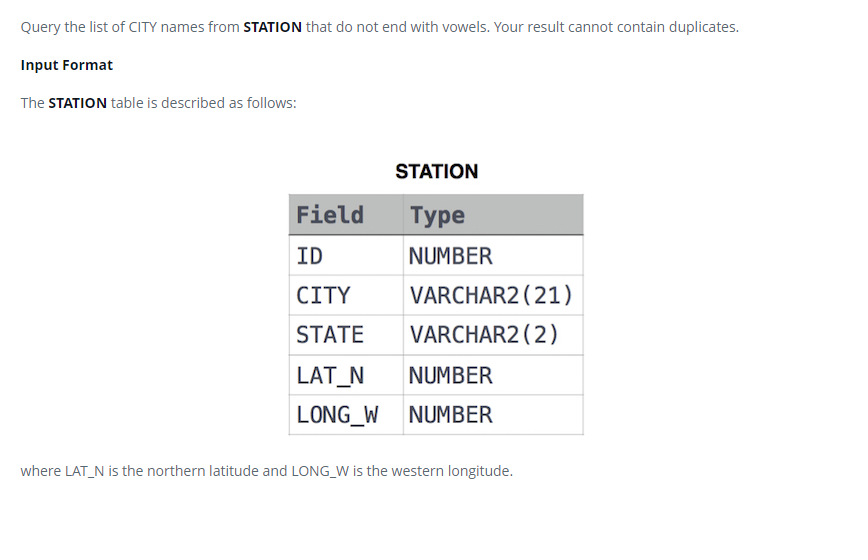 Query the list of CITY names from STATION that do not end with vowels. Your result cannot contain duplicates.
Input Format
The STATION table is described as follows:
STATION
Field Type
ID NUMBER
CITY VARCHAR2(21)
STATE VARCHAR2(2)
LAT_N NUMBER
LONG_W NUMBER
where LAT_N is the northern latitude and LONG_W is the western longitude.